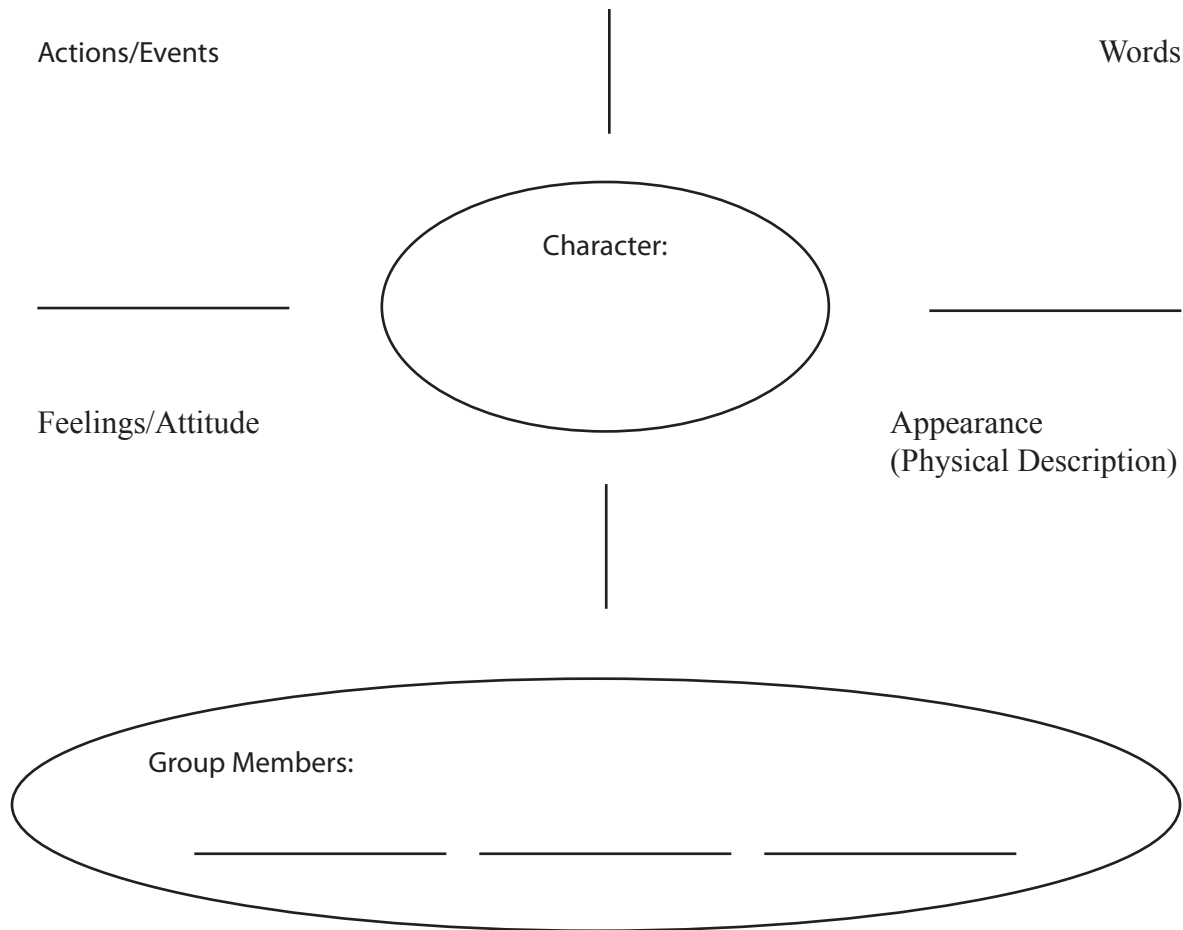 Actions/Events
Words
Character:
Feelings/Attitude
Appearance
(Physical Description)
Group Members: